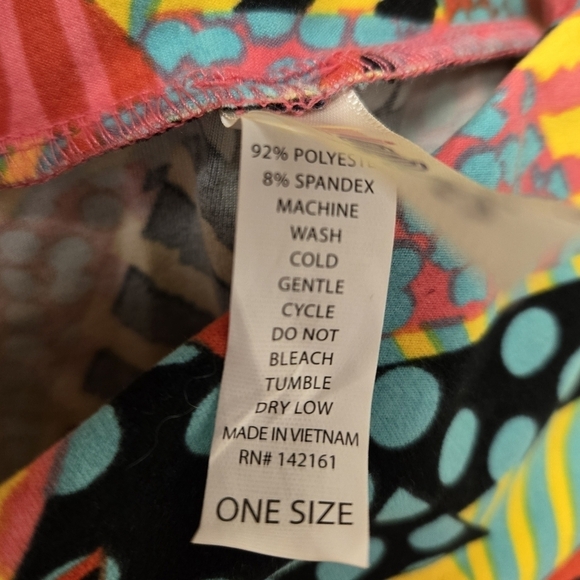 92% POLYESTER
8% SPANDEX
MACHINE
WASH
COLD
GENTLE
CYCLE
DO NOT
BLEACH
TUMBLE
DRY LOW
MADE IN VIETNAM
RN# 142161
ONE SIZE